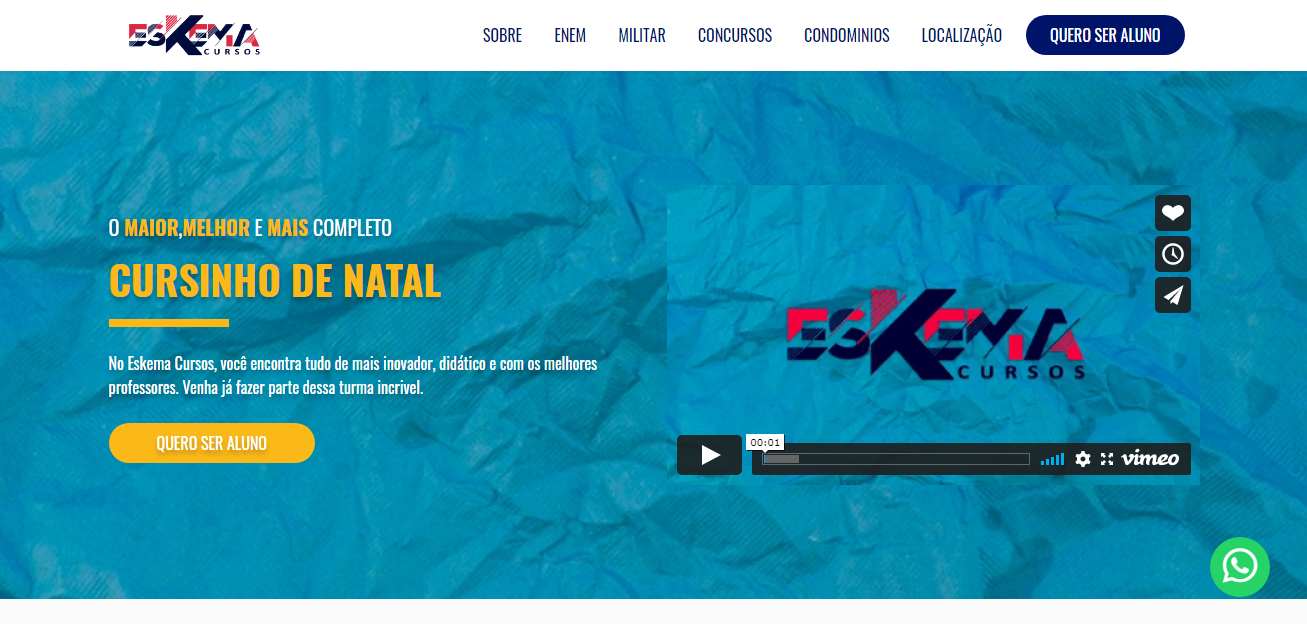 ESKEMA
CURSOS
SOBRE
ENEM
MILITAR
CONCURSOS
CONDOMINIOS
LOCALIZAÇÃO
QUERO SER ALUNO
O MAIOR,MELHOR E MAIS COMPLETO
CURSINHO DE NATAL
No Eskema Cursos, você encontra tudo de mais inovador, didático e com os melhores
professores. Venha já fazer parte dessa turma incrivel.
QUERO SER ALUNO
ESKEMA
CURSOS
00:01
vimeo